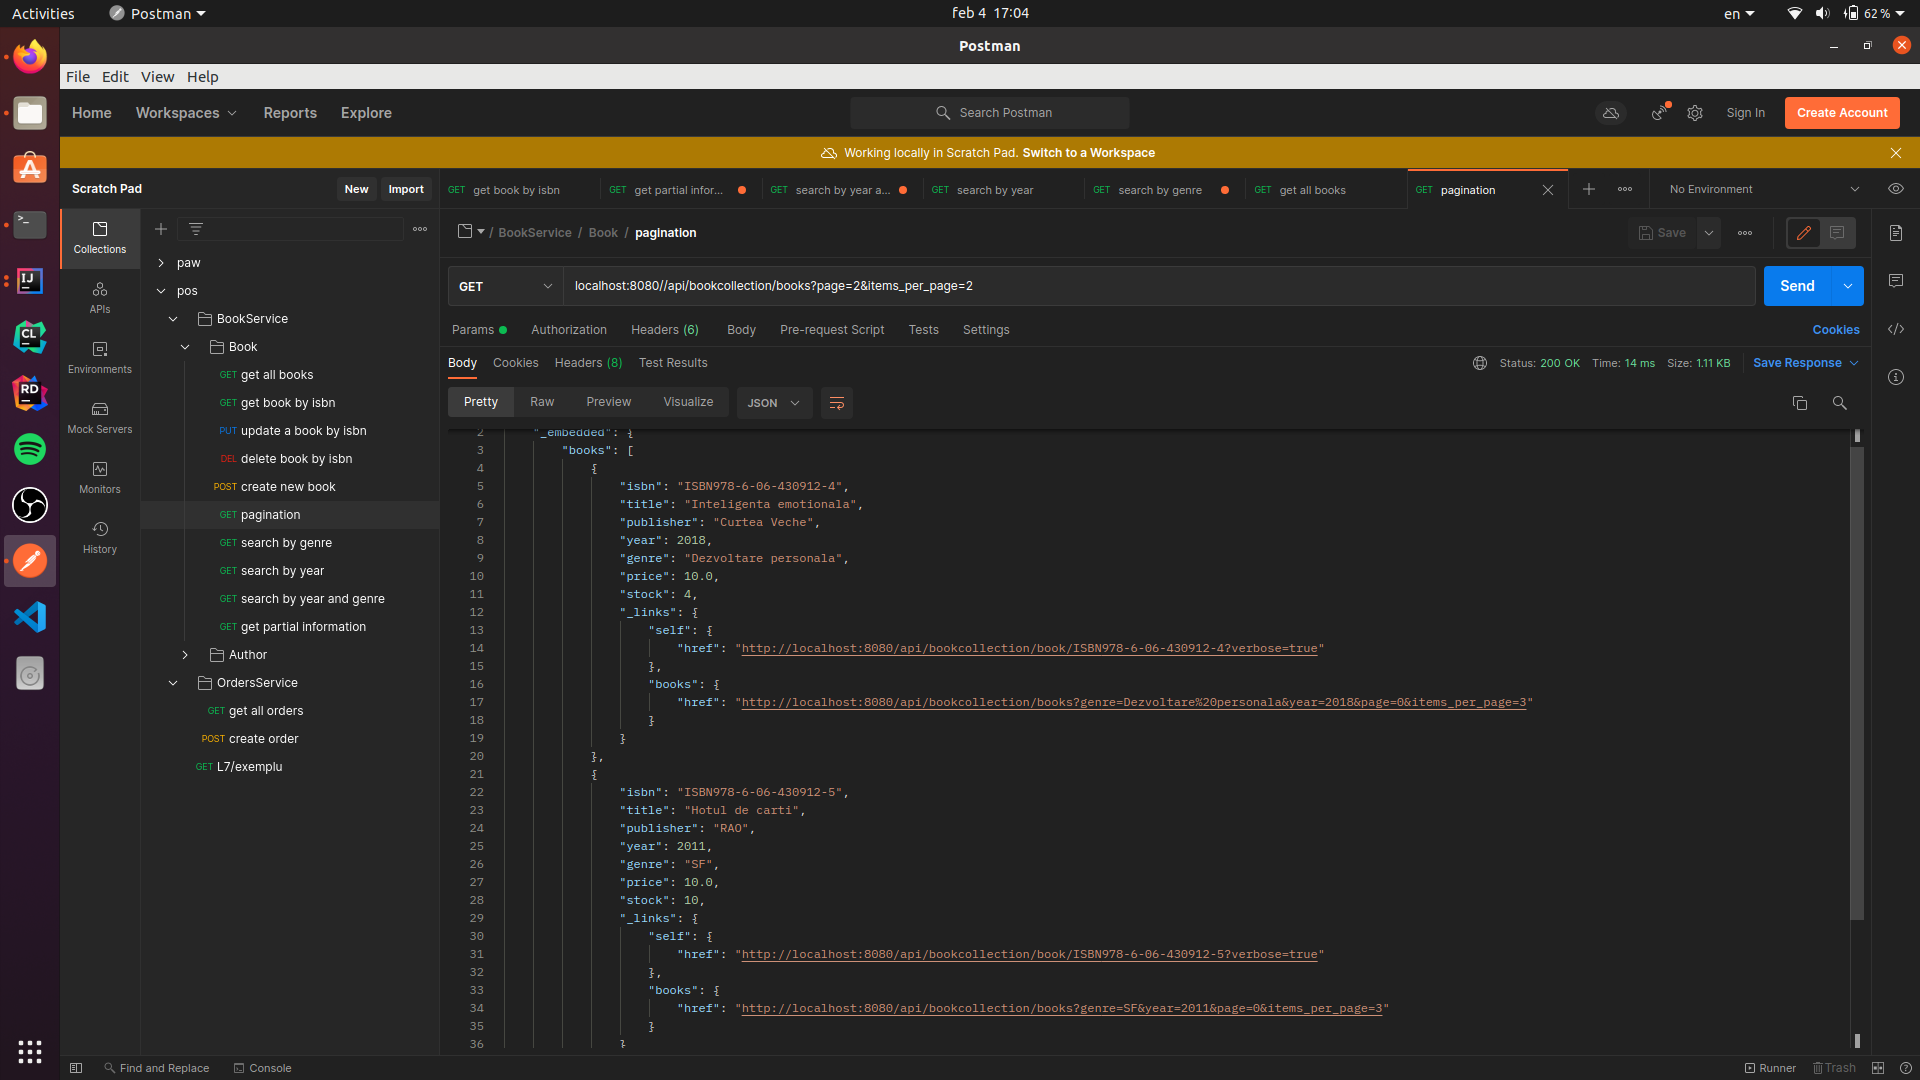 Activities Postman feb 4 17:04 en 62 %
Postman
File Edit View Help
Home Workspaces Reports Explore Search Postman Sign In Create Account
Working locally in Scratch Pad. Switch to a Workspace
Scratch Pad New Import
GET get book by isbn GET get partial infor... GET search by year a... GET search by year GET search by genre GET get all books GET pagination No Environment
Collections
APIs
Environments
Mock Servers
Monitors
History
paw
pos
BookService
Book
GET get all books
GET get book by isbn
PUT update a book by isbn
DEL delete book by isbn
POST create new book
GET pagination
GET search by genre
GET search by year
GET search by year and genre
GET get partial information
Author
OrdersService
GET get all orders
POST create order
GET L7/exemplu
/ BookService / Book / pagination Save
GET localhost:8080//api/bookcollection/books?page=2&items_per_page=2 Send
Params Authorization Headers (6) Body Pre-request Script Tests Settings Cookies
Body Cookies Headers (8) Test Results Status: 200 OK Time: 14 ms Size: 1.11 KB Save Response
Pretty Raw Preview Visualize JSON
2 "_embedded": {
3 "books": [
4 {
5 "isbn": "ISBN978-6-06-430912-4",
6 "title": "Inteligenta emotionala",
7 "publisher": "Curtea Veche",
8 "year": 2018,
9 "genre": "Dezvoltare personala",
10 "price": 10.0,
11 "stock": 4,
12 "_links": {
13 "self": {
14 "href": "http://localhost:8080/api/bookcollection/book/ISBN978-6-06-430912-4?verbose=true"
15 },
16 "books": {
17 "href": "http://localhost:8080/api/bookcollection/books?genre=Dezvoltare%20personala&year=2018&page=0&items_per_page=3"
18 }
19 }
20 },
21 {
22 "isbn": "ISBN978-6-06-430912-5",
23 "title": "Hotul de carti",
24 "publisher": "RAO",
25 "year": 2011,
26 "genre": "SF",
27 "price": 10.0,
28 "stock": 10,
29 "_links": {
30 "self": {
31 "href": "http://localhost:8080/api/bookcollection/book/ISBN978-6-06-430912-5?verbose=true"
32 },
33 "books": {
34 "href": "http://localhost:8080/api/bookcollection/books?genre=SF&year=2011&page=0&items_per_page=3"
35 }
36 }
Find and Replace Console Runner Trash